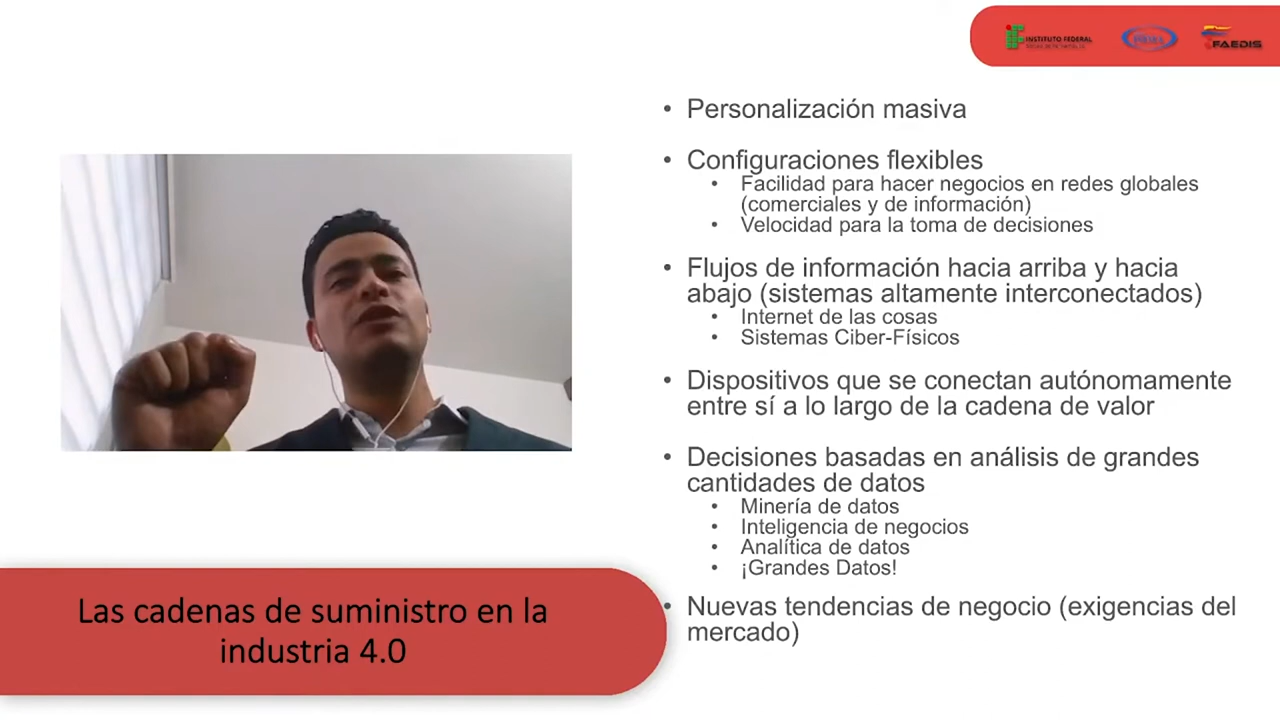 INSTITUTO FEDERAL
FAEDIS
• Personalización masiva
• Configuraciones flexibles
• Facilidad para hacer negocios en redes globales
(comerciales y de información)
• Velocidad para la toma de decisiones
• Flujos de información hacia arriba y hacia
abajo (sistemas altamente interconectados)
• Internet de las cosas
• Sistemas Ciber-Físicos
• Dispositivos que se conectan autónomamente
entre sí a lo largo de la cadena de valor
• Decisiones basadas en análisis de grandes
cantidades de datos
• Minería de datos
• Inteligencia de negocios
• Analítica de datos
• ¡Grandes Datos!
• Nuevas tendencias de negocio (exigencias del
mercado)
Las cadenas de suministro en la
industria 4.0